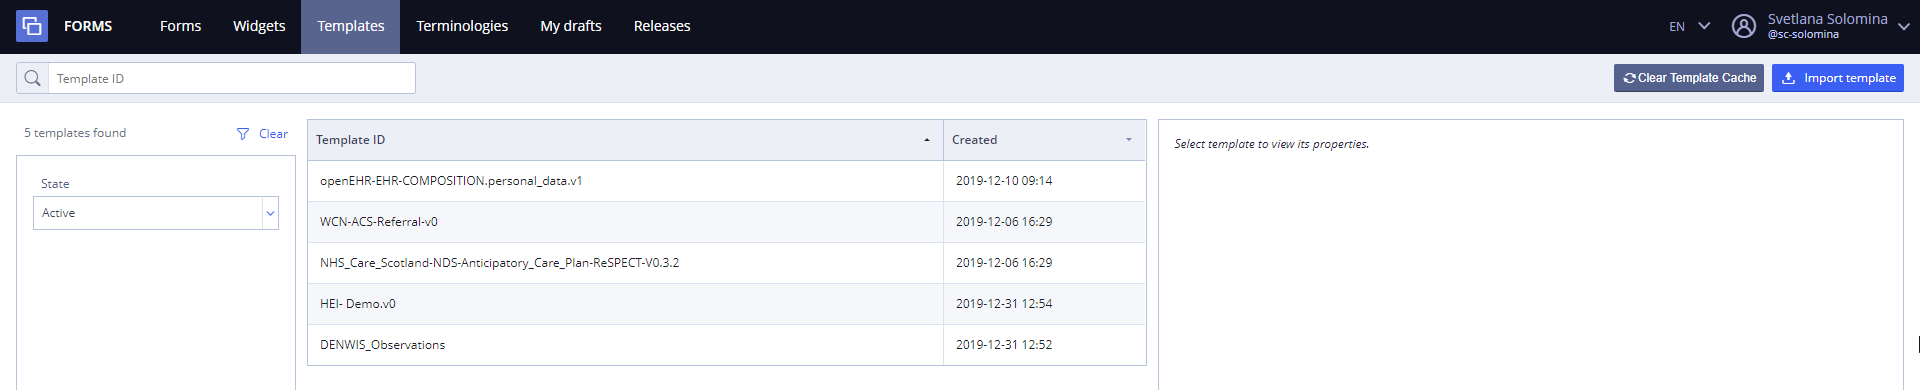 FORMS Forms Widgets Templates Terminologies My drafts Releases EN Svetlana Solomina
@sc-solomina
Template ID Clear Template Cache Import template
5 templates found Clear
State
Active
Template ID Created
openEHR-EHR-COMPOSITION.personal_data.v1 2019-12-10 09:14
WCN-ACS-Referral-v0 2019-12-06 16:29
NHS_Care_Scotland-NDS-Anticipatory_Care_Plan-ReSPECT-V0.3.2 2019-12-06 16:29
HEI- Demo.v0 2019-12-31 12:54
DENWIS_Observations 2019-12-31 12:52
Select template to view its properties.